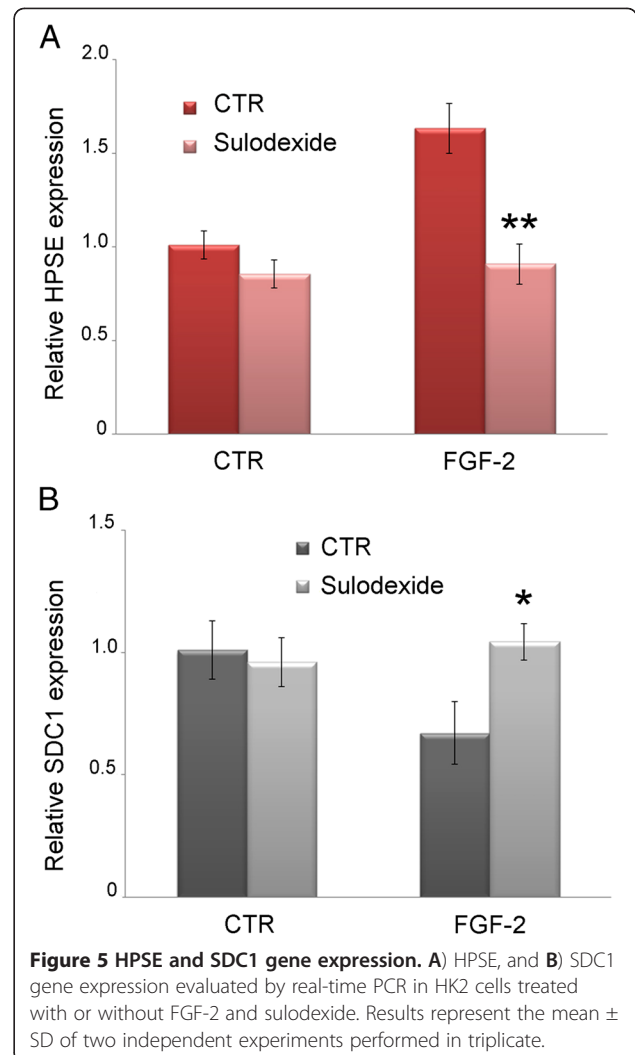 A
2.0
1.5
1.0
0.5
0
Relative HPSE expression
CTR
Sulodexide
**
CTR
FGF-2
B
1.5
1.0
0.5
0
Relative SDC1 expression
CTR
Sulodexide
*
CTR
FGF-2
Figure 5 HPSE and SDC1 gene expression. A) HPSE, and B) SDC1
gene expression evaluated by real-time PCR in HK2 cells treated
with or without FGF-2 and sulodexide. Results represent the mean ±
SD of two independent experiments performed in triplicate.